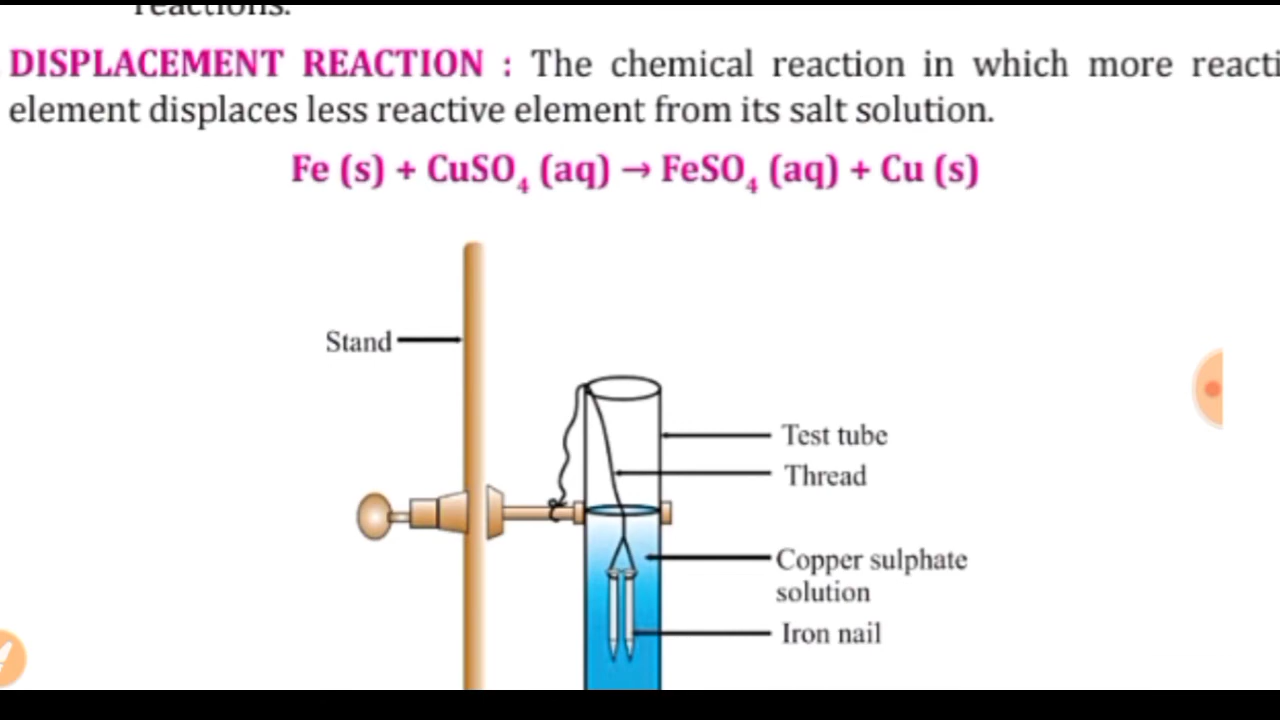 DISPLACEMENT REACTION : The chemical reaction in which more
element displaces less reactive element from its salt solution.
Fe (s) + CuSO₄ (aq) → FeSO₄ (aq) + Cu (s)
Stand
Test tube
Thread
Copper sulphate
solution
Iron nail